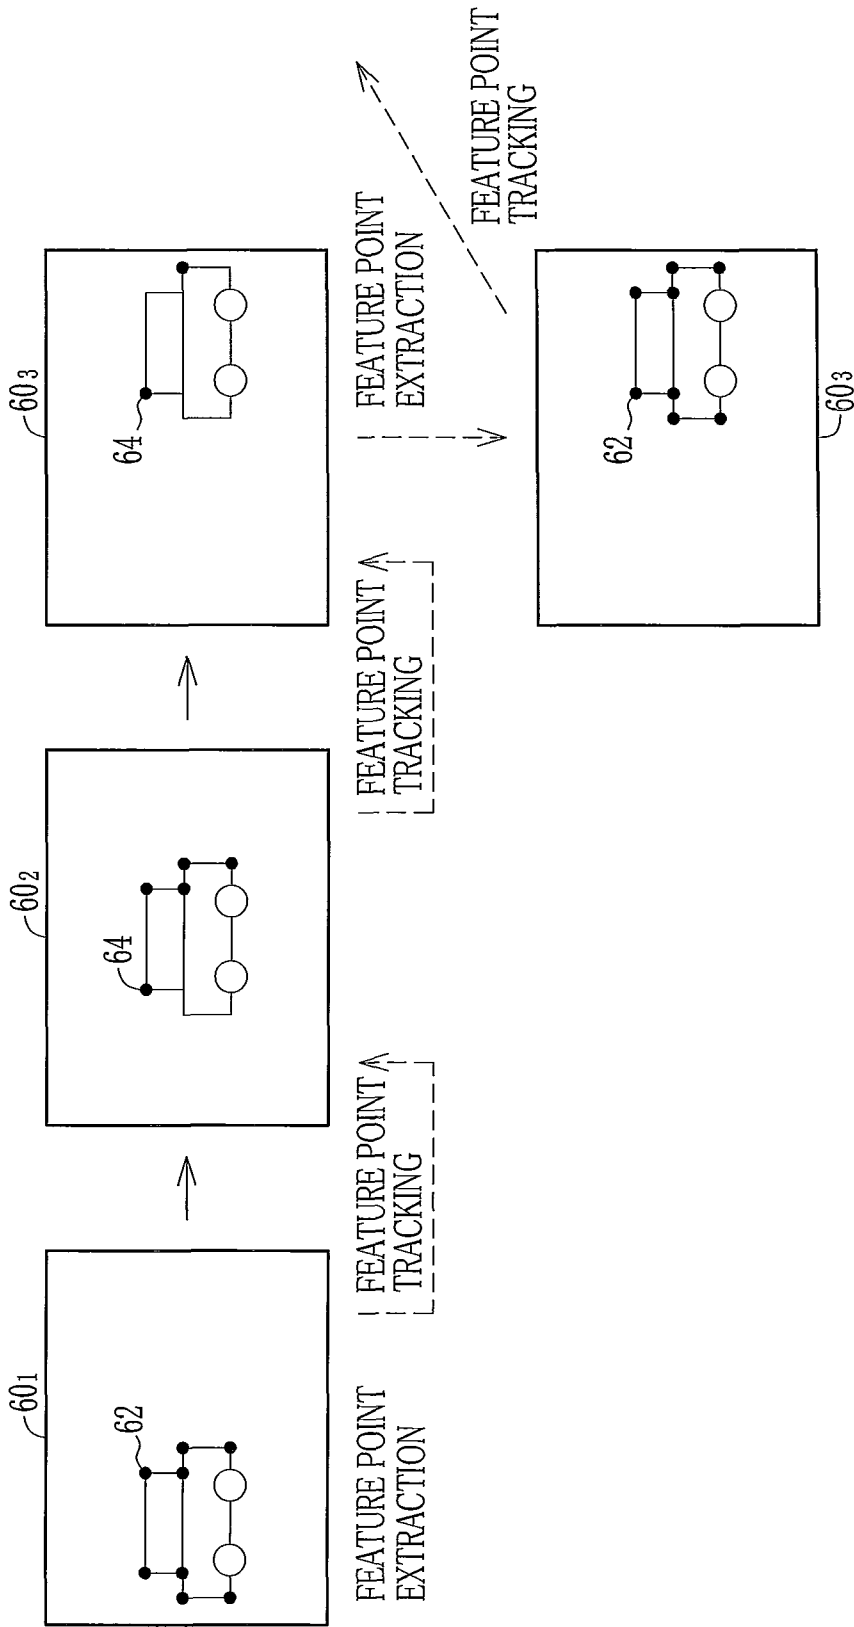 60₁
62
FEATURE POINT
EXTRACTION
FEATURE POINT
TRACKING
60₂
64
FEATURE POINT
TRACKING
60₃
64
FEATURE POINT
EXTRACTION
62
60₃
FEATURE POINT
TRACKING